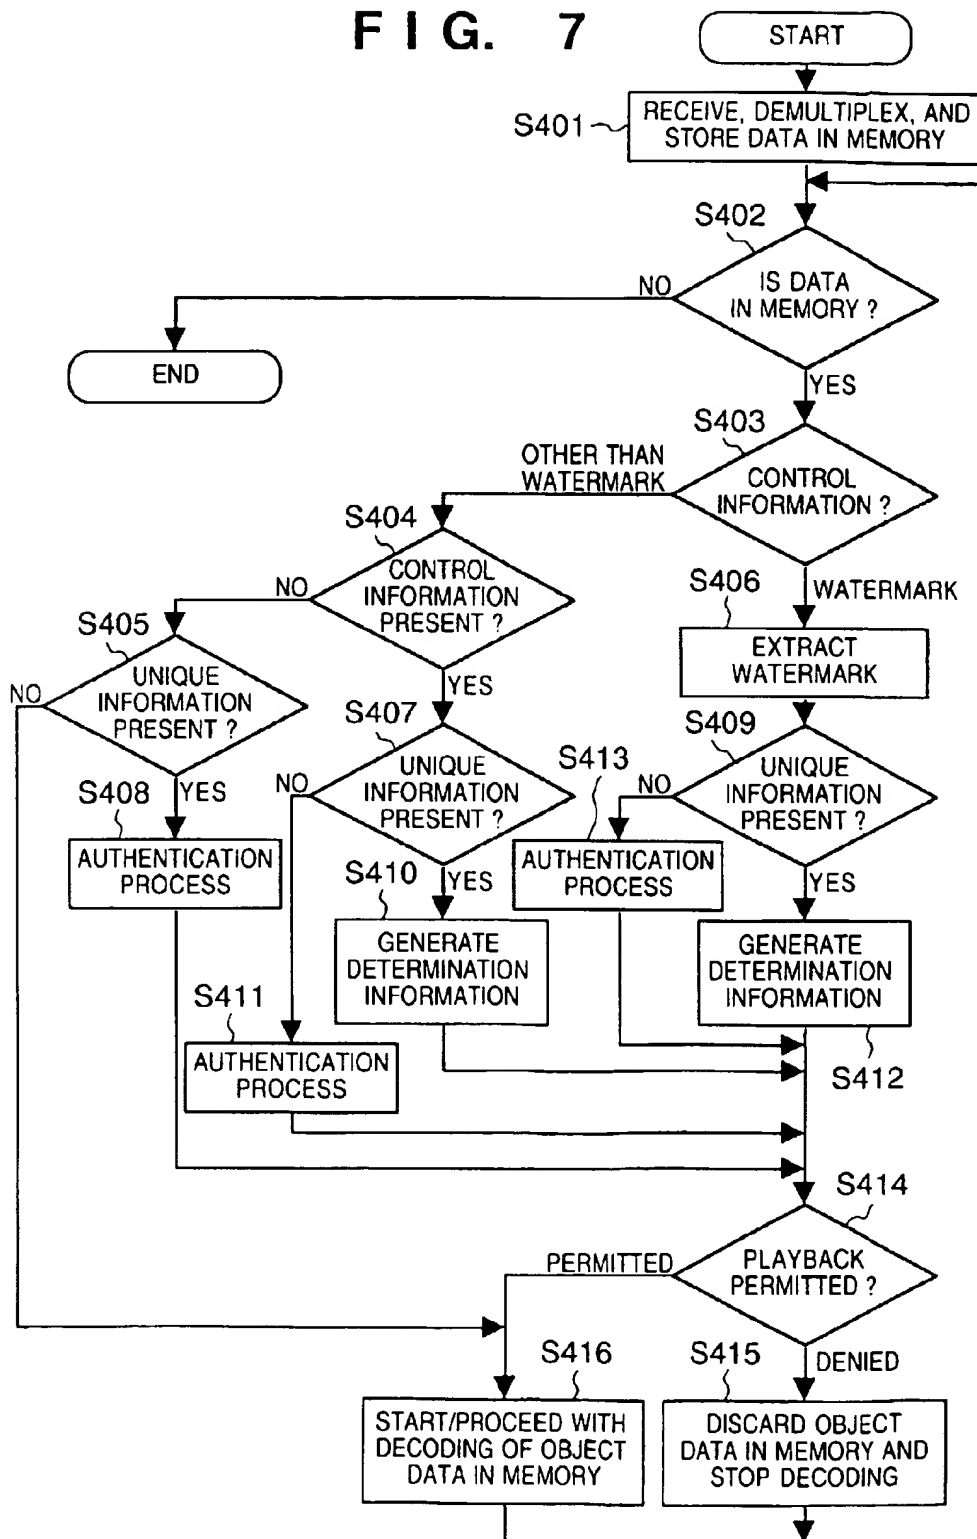 FIG. 7
START
S401
RECEIVE, DEMULTIPLEX, AND
STORE DATA IN MEMORY
S402
IS DATA
IN MEMORY ?
NO
YES
END
S403
CONTROL
INFORMATION ?
OTHER THAN
WATERMARK
WATERMARK
S404
CONTROL
INFORMATION
PRESENT ?
NO
YES
S406
EXTRACT
WATERMARK
S405
UNIQUE
INFORMATION
PRESENT ?
NO
YES
S407
UNIQUE
INFORMATION
PRESENT ?
NO
YES
S409
UNIQUE
INFORMATION
PRESENT ?
NO
YES
S408
AUTHENTICATION
PROCESS
S413
AUTHENTICATION
PROCESS
S410
GENERATE
DETERMINATION
INFORMATION
GENERATE
DETERMINATION
INFORMATION
S412
S411
AUTHENTICATION
PROCESS
S414
PLAYBACK
PERMITTED ?
PERMITTED
DENIED
S416
START/PROCEED WITH
DECODING OF OBJECT
DATA IN MEMORY
S415
DISCARD OBJECT
DATA IN MEMORY AND
STOP DECODING